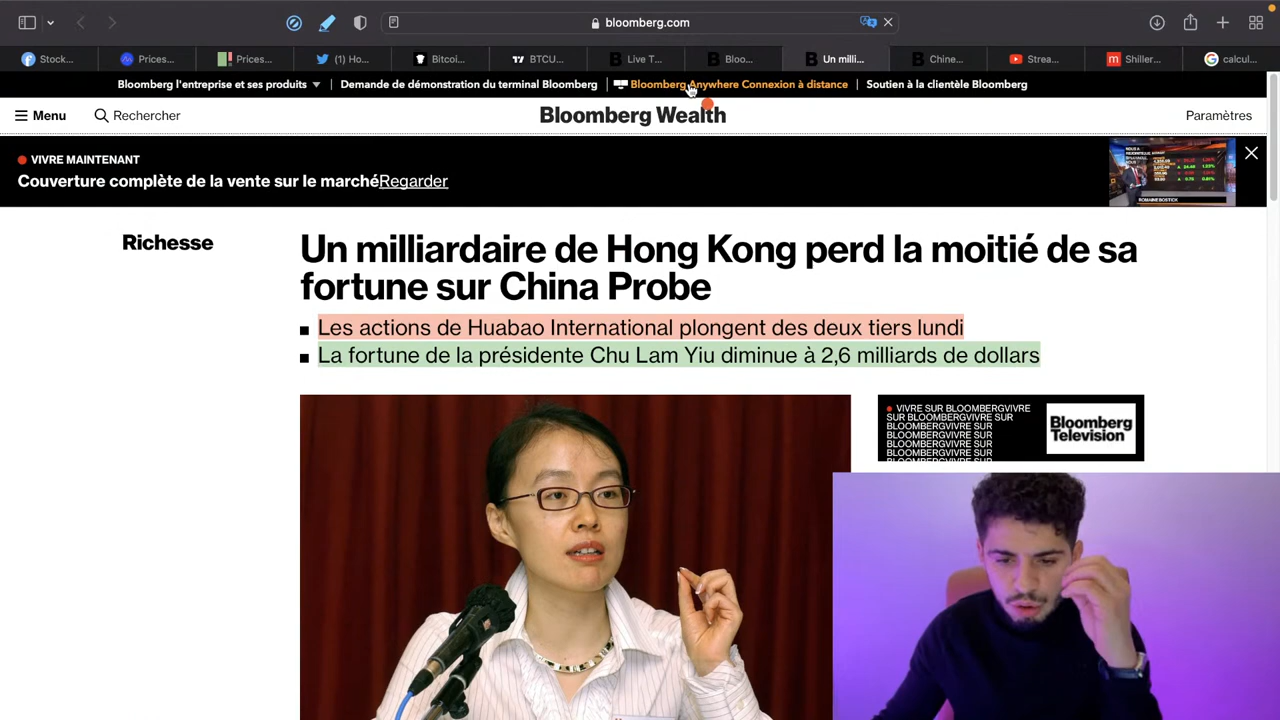 bloomberg.com
Stock...
Prices...
Prices...
(1) Ho...
Bitcoi...
BTCU...
Live T...
Bloo...
Un milli...
Chine...
Strea...
Shiller...
calcul...
Bloomberg l'entreprise et ses produits
Demande de démonstration du terminal Bloomberg
Bloomberg Anywhere Connexion à distance
Soutien à la clientèle Bloomberg
Menu
Rechercher
Bloomberg Wealth
Paramètres
VIVRE MAINTENANT
Couverture complète de la vente sur le marchéRegarder
Richesse
Un milliardaire de Hong Kong perd la moitié de sa
fortune sur China Probe
Les actions de Huabao International plongent des deux tiers lundi
La fortune de la présidente Chu Lam Yiu diminue à 2,6 milliards de dollars
VIVRE SUR BLOOMBERGVIVRE
SUR BLOOMBERGVIVRE SUR
BLOOMBERGVIVRE SUR
BLOOMBERGVIVRE SUR
BLOOMBERGVIVRE SUR
BLOOMBERGVIVRE SUR
Bloomberg
Television